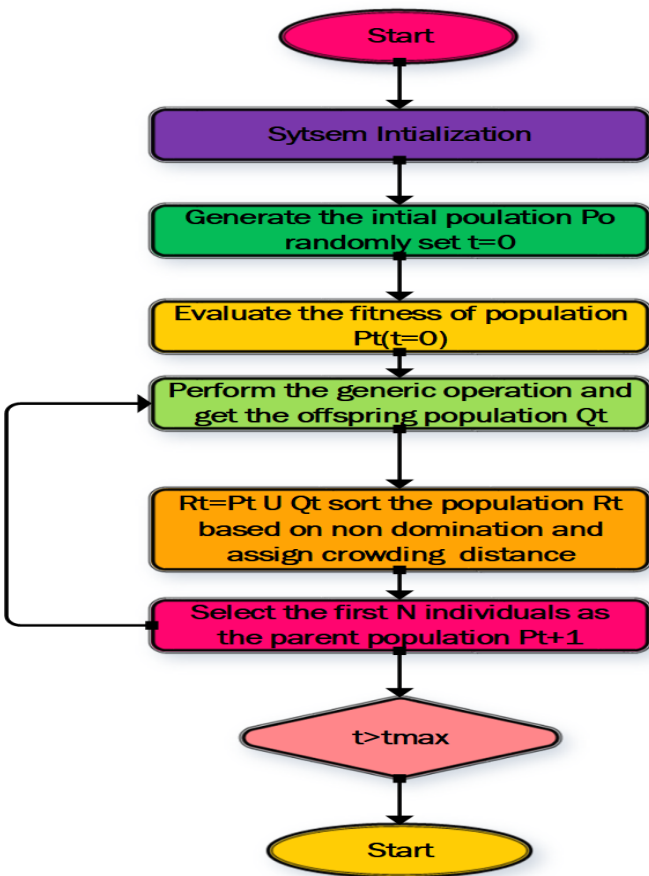 Start
Sytsem Intialization
Generate the intial poulation Po
randomly set t=0
Evaluate the fitness of population
Pt(t=0)
Perform the generic operation and
get the offspring population Qt
Rt=Pt U Qt sort the population Rt
based on non domination and
assign crowding distance
Select the first N individuals as
the parent population Pt+1
t>tmax
Start